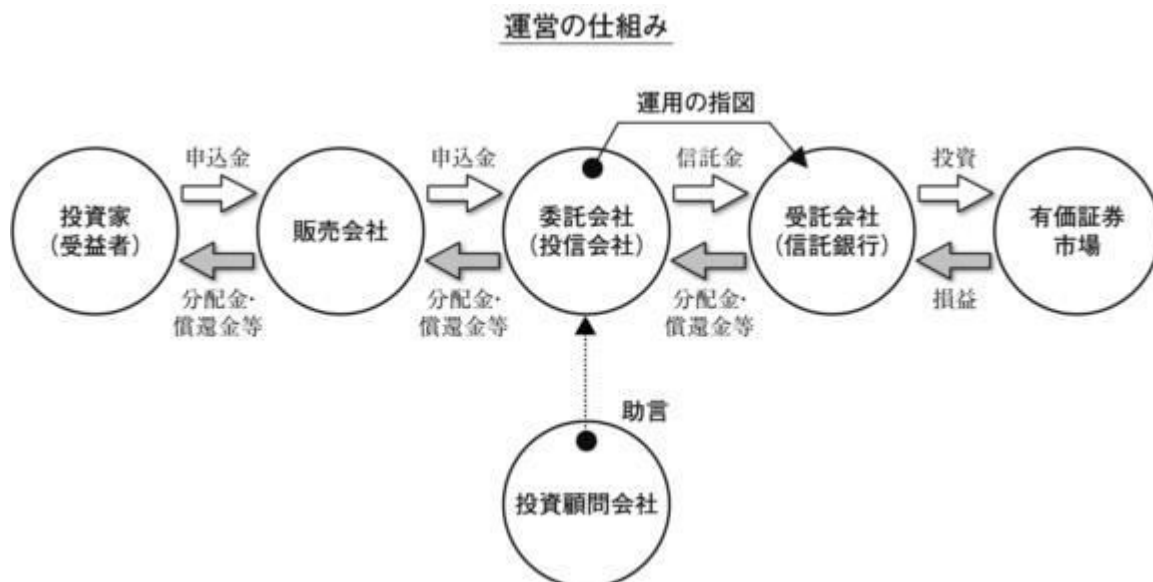 運営の仕組み
運用の指図
申込金
申込金
信託金
投資
投資家
（受益者）
販売会社
委託会社
（投信会社）
受託会社
（信託銀行）
有価証券
市場
分配金・
償還金等
分配金・
償還金等
分配金・
償還金等
損益
助言
投資顧問会社